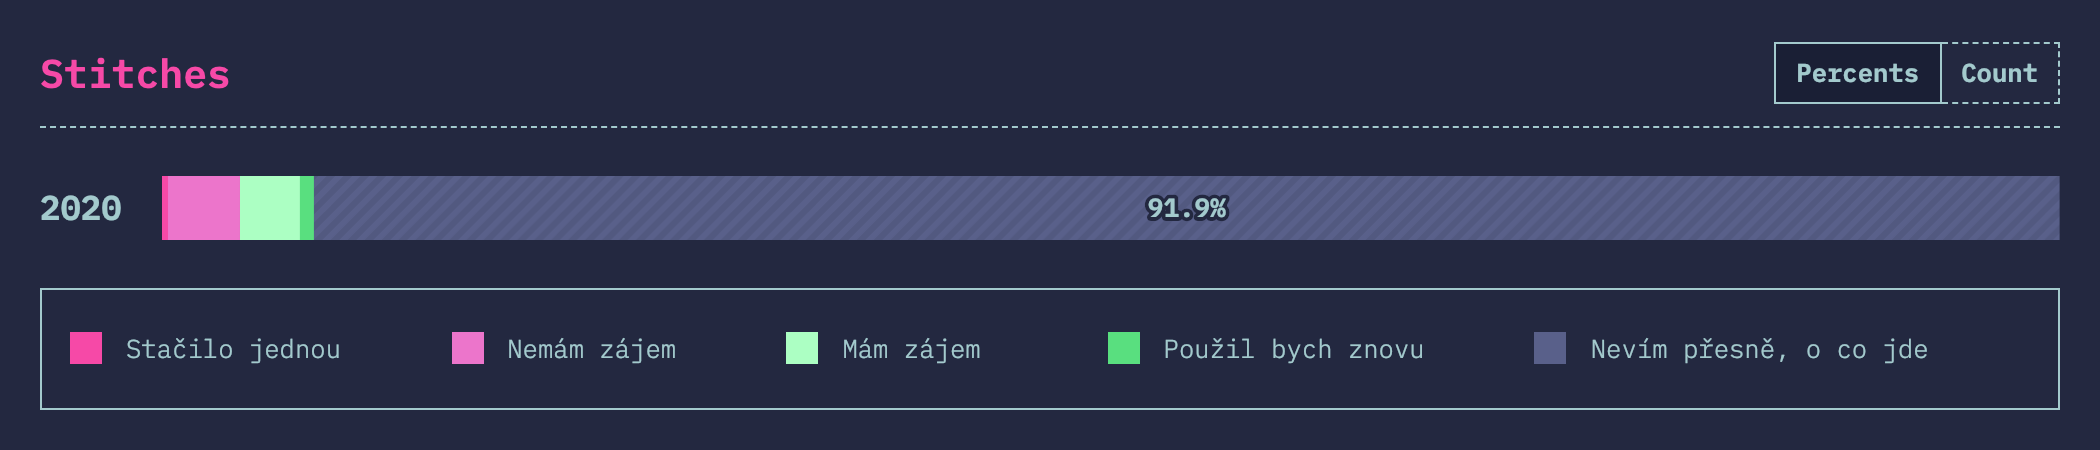 Stitches
Percents Count
2020 91.9%
Stačilo jednou Nemám zájem Mám zájem Použil bych znovu Nevím přesně, o co jde